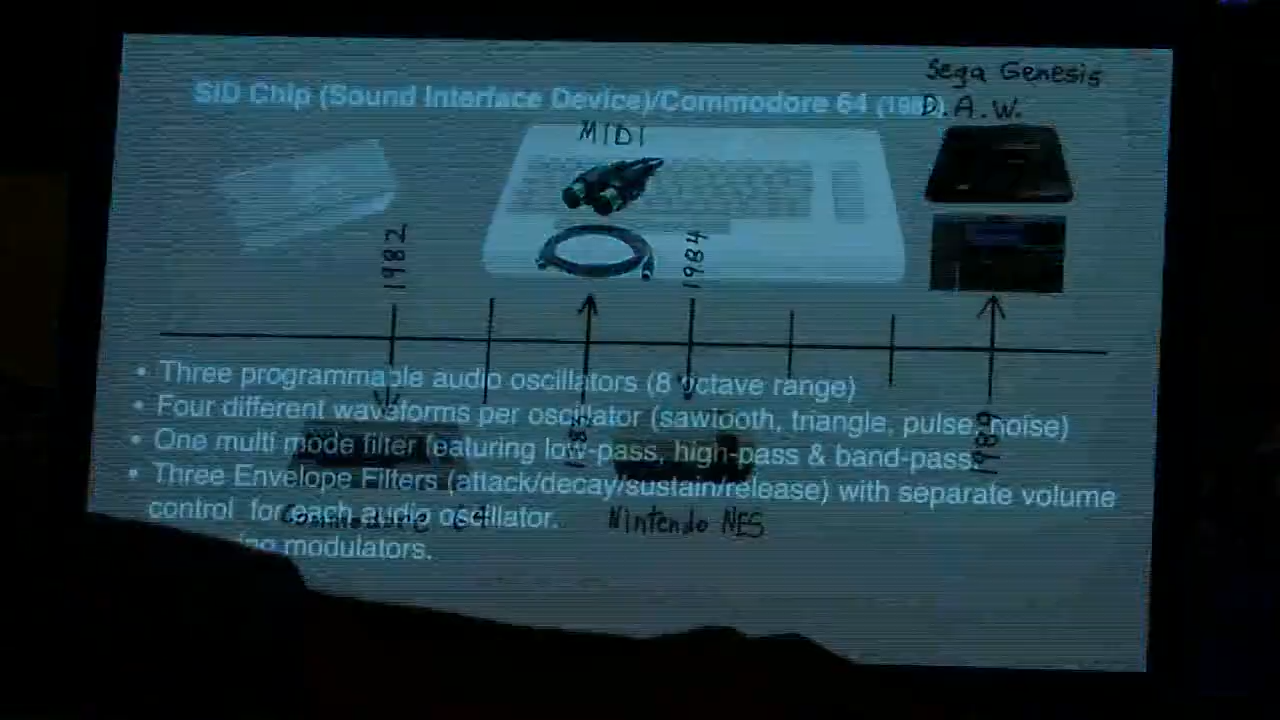 Sega Genesis
SID Chip (Sound Interface Device)/Commodore 64
D.A.W.
MIDI
1982
1984
• Three programmable audio oscillators (8 octave range)
• Four different waveforms per oscillator (sawtooth, triangle, pulse, noise)
• One multi mode filter featuring low-pass, high-pass & band-pass.
1989
• Three Envelope Filters (attack/decay/sustain/release) with separate volume
control for each audio oscillator.
Commodore 64
Nintendo NES
modulators.